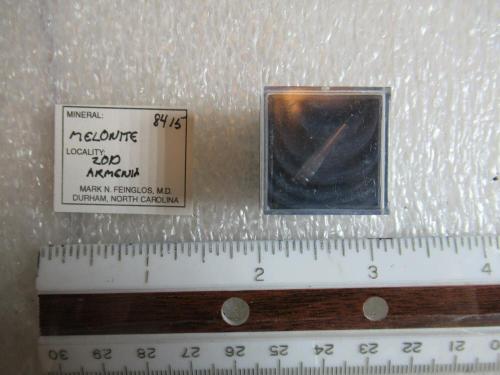 MINERAL: 8415
MELONITE
LOCALITY:
ZOD
ARMENIA
MARK N. FEINGLOS, M.D.
DURHAM, NORTH CAROLINA
1 2 3 4
30 29 28 27 26 25 24 23 22 21 20